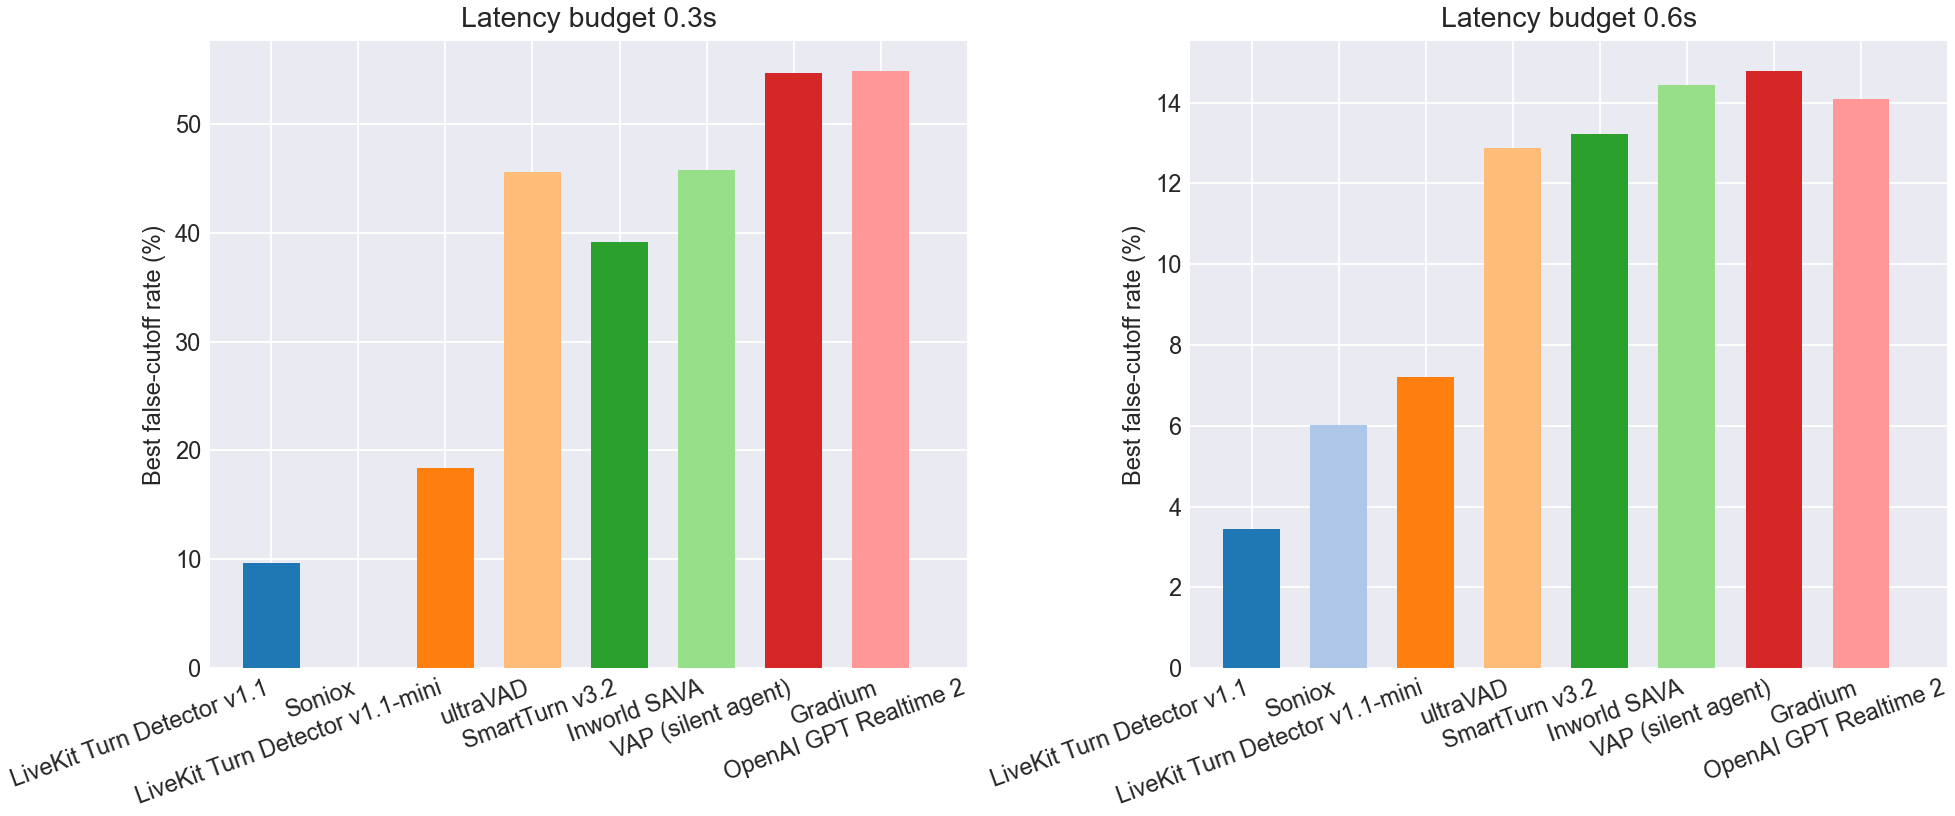 Latency budget 0.3s
Best false-cutoff rate (%)
50
40
30
20
10
0
LiveKit Turn Detector v1.1
Soniox
LiveKit Turn Detector v1.1-mini
ultraVAD
SmartTurn v3.2
Inworld SAVA
VAP (silent agent)
Gradium
OpenAI GPT Realtime 2
Latency budget 0.6s
Best false-cutoff rate (%)
14
12
10
8
6
4
2
0
LiveKit Turn Detector v1.1
Soniox
LiveKit Turn Detector v1.1-mini
ultraVAD
SmartTurn v3.2
Inworld SAVA
VAP (silent agent)
Gradium
OpenAI GPT Realtime 2